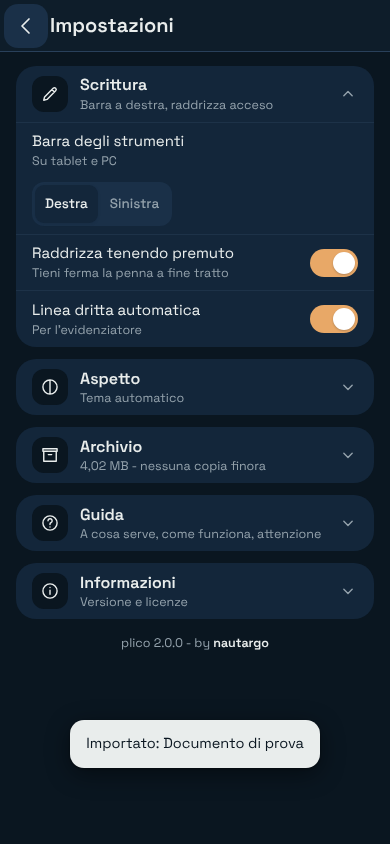 Impostazioni
Scrittura
Barra a destra, raddrizza acceso
Barra degli strumenti
Su tablet e PC
Destra Sinistra
Raddrizza tenendo premuto
Tieni ferma la penna a fine tratto
Linea dritta automatica
Per l'evidenziatore
Aspetto
Tema automatico
Archivio
4,02 MB - nessuna copia finora
Guida
A cosa serve, come funziona, attenzione
Informazioni
Versione e licenze
plico 2.0.0 - by nautargo
Importato: Documento di prova